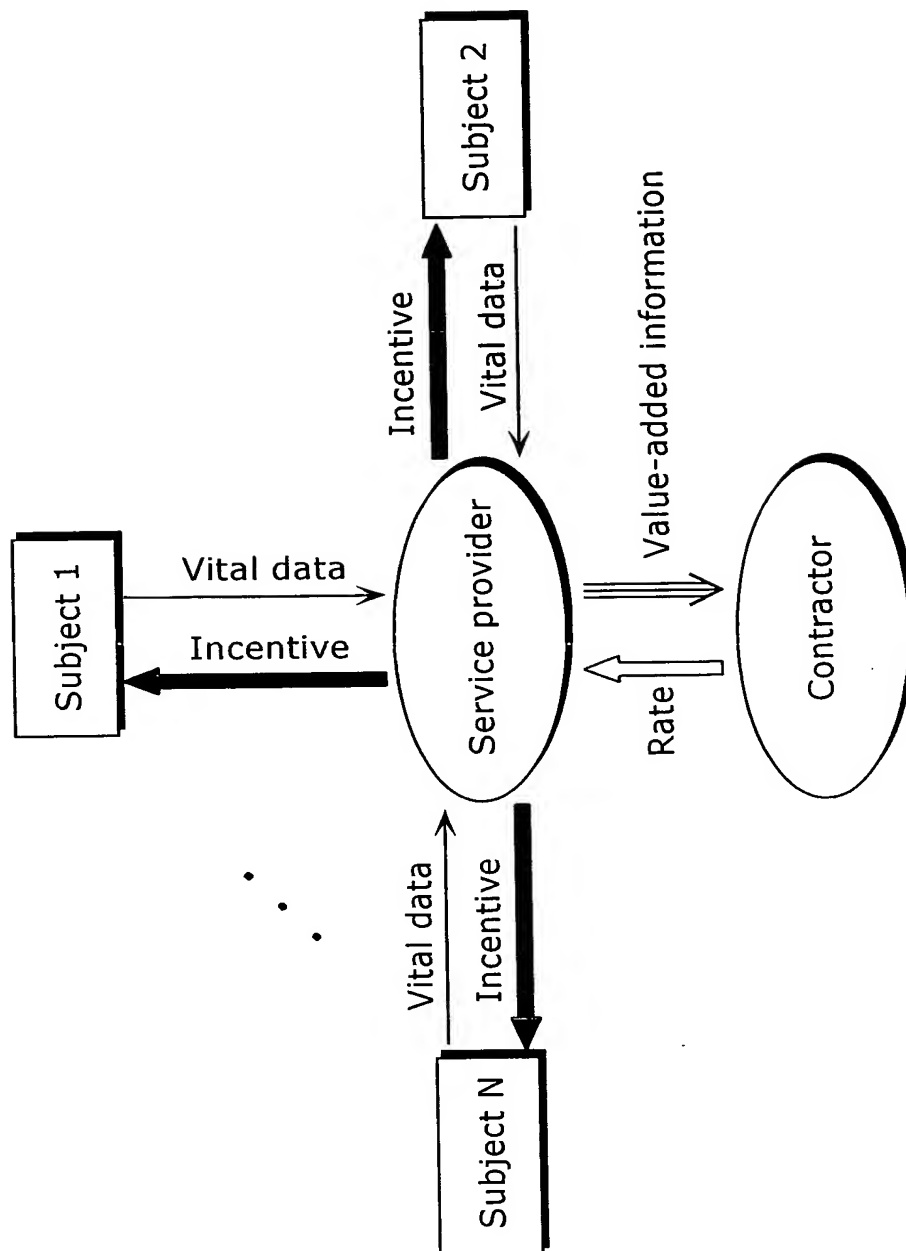 Subject 1
Vital data
Incentive
Subject 2
Incentive
Vital data
Service provider
Vital data
Incentive
Subject N
Value-added information
Rate
Contractor